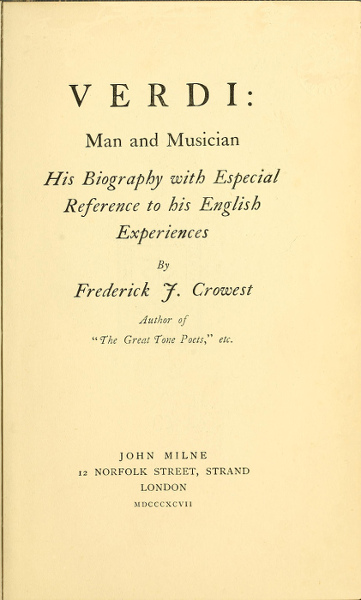 VERDI:
Man and Musician
His Biography with Especial
Reference to his English
Experiences
By
Frederick J. Crowest
Author of
"The Great Tone Poets," etc.
JOHN MILNE
12 NORFOLK STREET, STRAND
LONDON
MDCCCXCVII